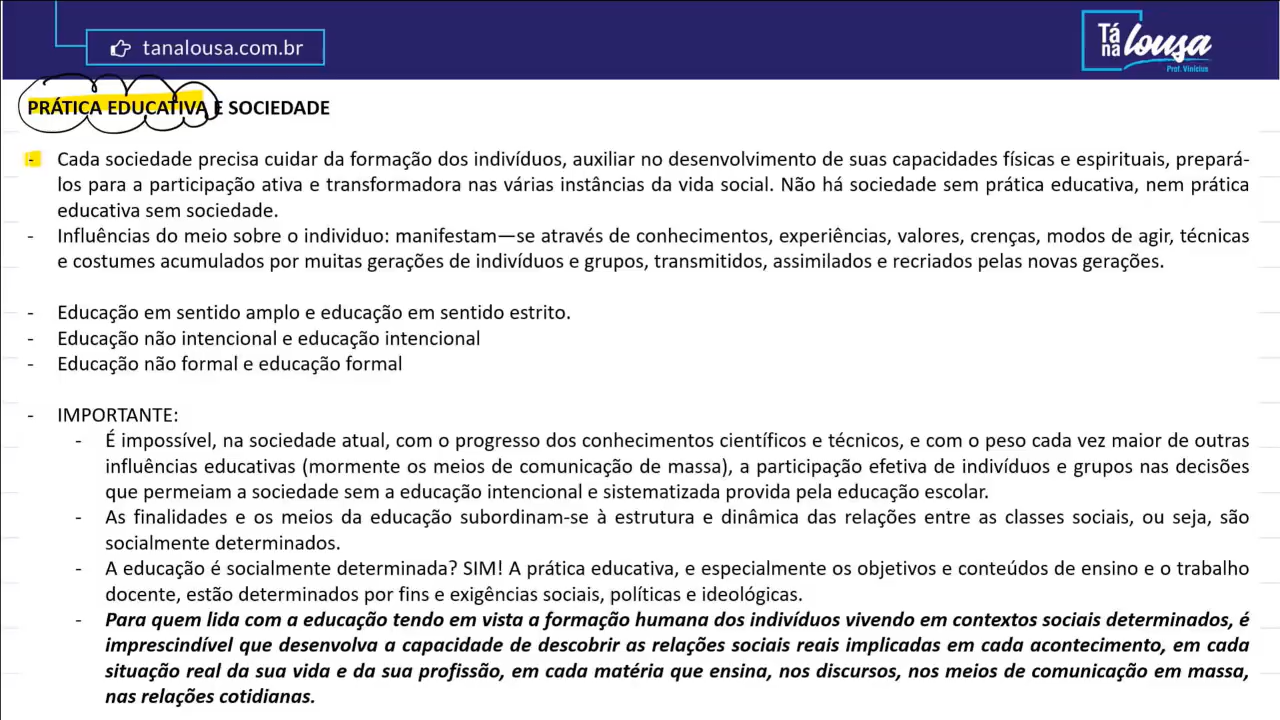 tanalousa.com.br
Tá
na lousa
Prof. Vinícius
PRÁTICA EDUCATIVA E SOCIEDADE
- Cada sociedade precisa cuidar da formação dos indivíduos, auxiliar no desenvolvimento de suas capacidades físicas e espirituais, prepará-
los para a participação ativa e transformadora nas várias instâncias da vida social. Não há sociedade sem prática educativa, nem prática
educativa sem sociedade.
- Influências do meio sobre o individuo: manifestam—se através de conhecimentos, experiências, valores, crenças, modos de agir, técnicas
e costumes acumulados por muitas gerações de indivíduos e grupos, transmitidos, assimilados e recriados pelas novas gerações.
- Educação em sentido amplo e educação em sentido estrito.
- Educação não intencional e educação intencional
- Educação não formal e educação formal
- IMPORTANTE:
- É impossível, na sociedade atual, com o progresso dos conhecimentos científicos e técnicos, e com o peso cada vez maior de outras
influências educativas (mormente os meios de comunicação de massa), a participação efetiva de indivíduos e grupos nas decisões
que permeiam a sociedade sem a educação intencional e sistematizada provida pela educação escolar.
- As finalidades e os meios da educação subordinam-se à estrutura e dinâmica das relações entre as classes sociais, ou seja, são
socialmente determinados.
- A educação é socialmente determinada? SIM! A prática educativa, e especialmente os objetivos e conteúdos de ensino e o trabalho
docente, estão determinados por fins e exigências sociais, políticas e ideológicas.
- Para quem lida com a educação tendo em vista a formação humana dos indivíduos vivendo em contextos sociais determinados, é
imprescindível que desenvolva a capacidade de descobrir as relações sociais reais implicadas em cada acontecimento, em cada
situação real da sua vida e da sua profissão, em cada matéria que ensina, nos discursos, nos meios de comunicação em massa,
nas relações cotidianas.